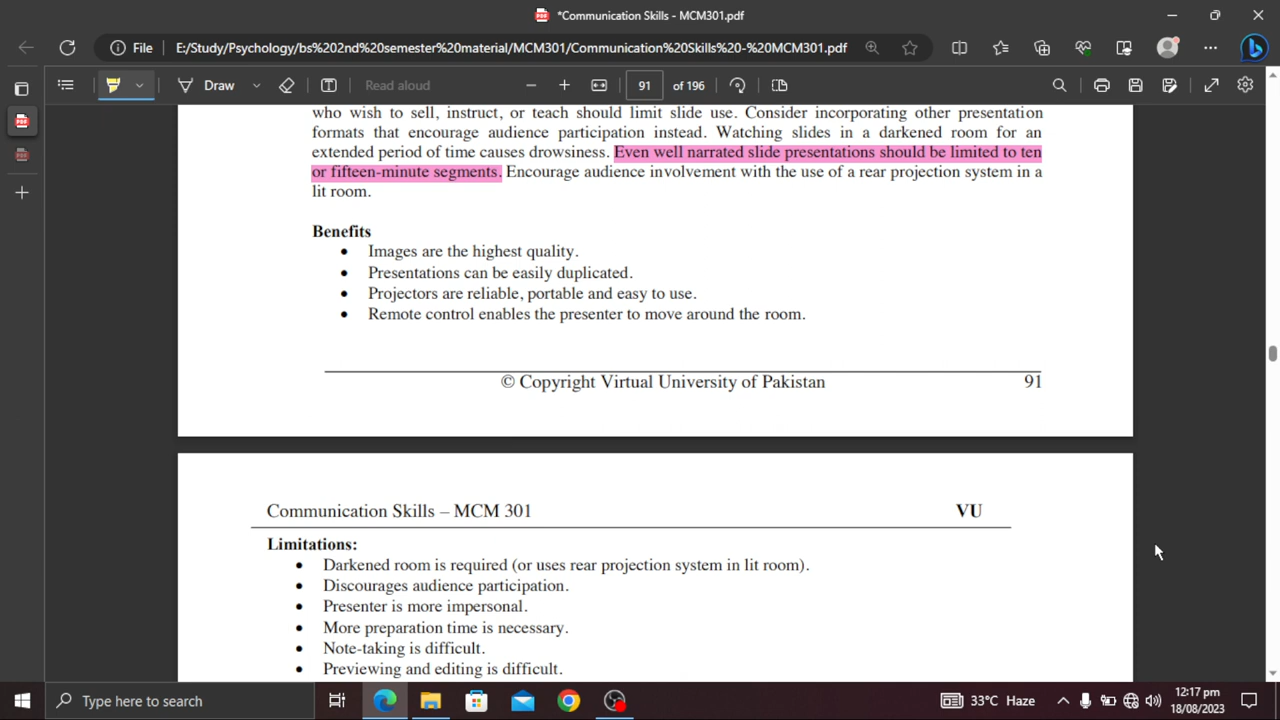 *Communication Skills - MCM301.pdf
File E:/Study/Psychology/bs%202nd%20semester%20material/MCM301/Communication%20Skills%20-%20MCM301.pdf
Draw Read aloud 91 of 196
who wish to sell, instruct, or teach should limit slide use. Consider incorporating other presentation
formats that encourage audience participation instead. Watching slides in a darkened room for an
extended period of time causes drowsiness. Even well narrated slide presentations should be limited to ten
or fifteen-minute segments. Encourage audience involvement with the use of a rear projection system in a
lit room.
Benefits
• Images are the highest quality.
• Presentations can be easily duplicated.
• Projectors are reliable, portable and easy to use.
• Remote control enables the presenter to move around the room.
© Copyright Virtual University of Pakistan 91
Communication Skills – MCM 301 VU
Limitations:
• Darkened room is required (or uses rear projection system in lit room).
• Discourages audience participation.
• Presenter is more impersonal.
• More preparation time is necessary.
• Note-taking is difficult.
• Previewing and editing is difficult.
Type here to search 33°C Haze 12:17 pm
18/08/2023